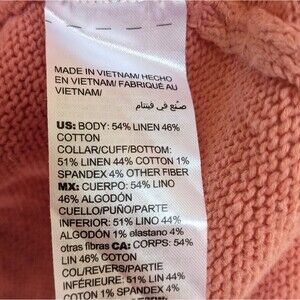 MADE IN VIETNAM/ HECHO
EN VIETNAM/ FABRIQUÉ AU
VIETNAM/
صنع في فيتنام
US: BODY: 54% LINEN 46%
COTTON
COLLAR/CUFF/BOTTOM:
51% LINEN 44% COTTON 1%
SPANDEX 4% OTHER FIBER
MX: CUERPO: 54% LINO
46% ALGODÓN
CUELLO/PUÑO/PARTE
INFERIOR: 51% LINO 44%
ALGODÓN 1% elastano 4%
otras fibras CA: CORPS: 54%
LIN 46% COTON
COL/REVERS/PARTIE
INFÉRIEURE: 51% LIN 44%
COTON 1% SPANDEX 4%